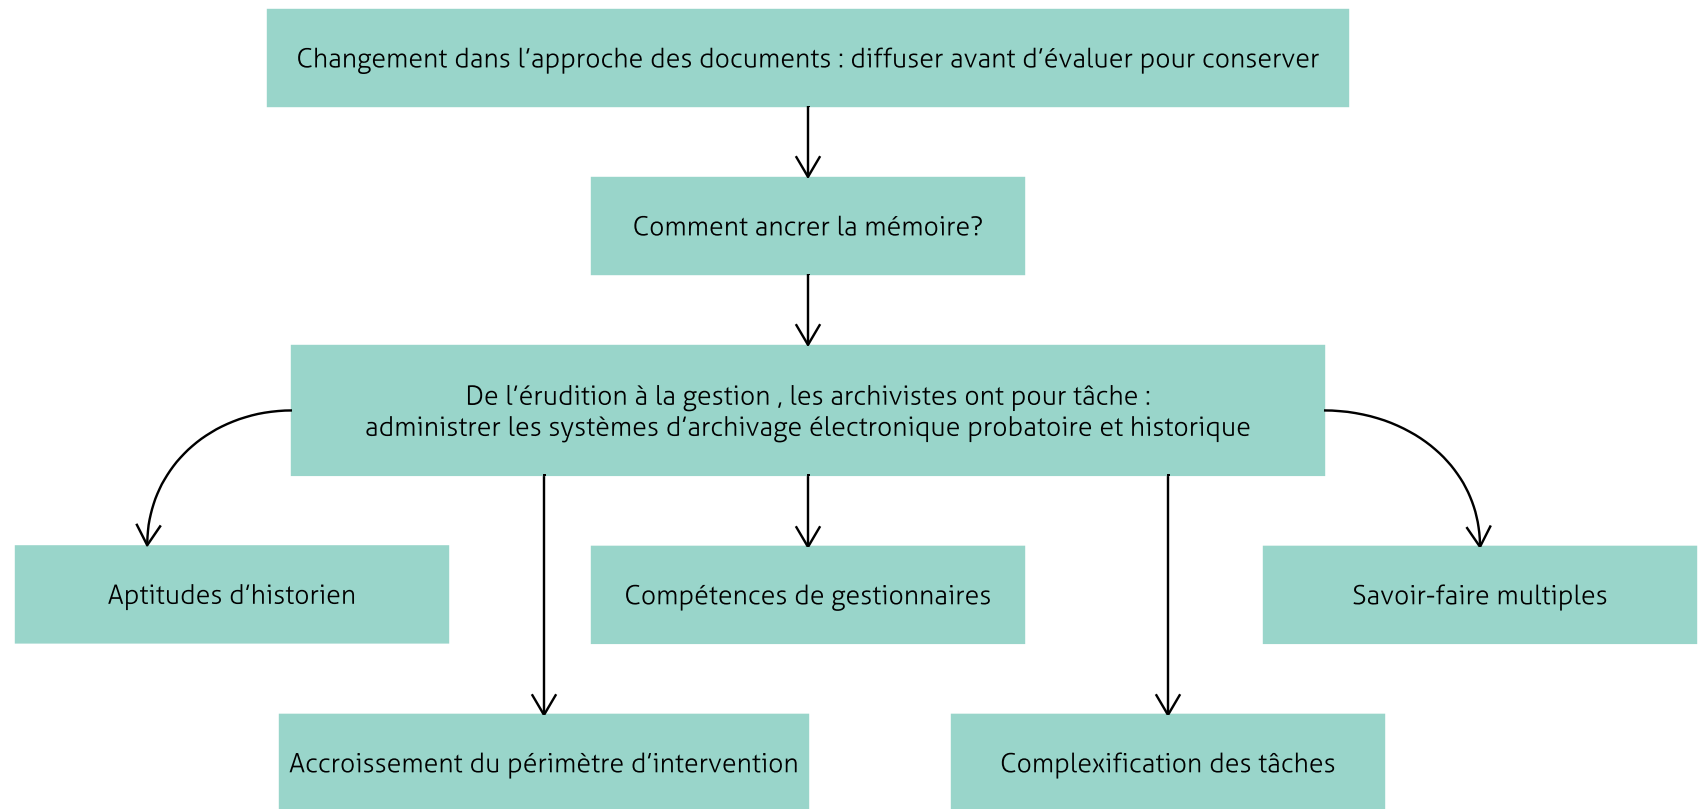 Changement dans l’approche des documents : diffuser avant d’évaluer pour conserver
Comment ancrer la mémoire?
De l’érudition à la gestion , les archivistes ont pour tâche :
administrer les systèmes d’archivage électronique probatoire et historique
Aptitudes d’historien
Compétences de gestionnaires
Savoir-faire multiples
Accroissement du périmètre d’intervention
Complexification des tâches